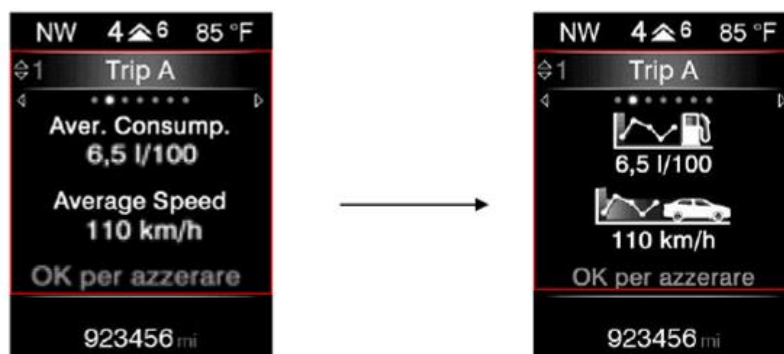 NW 4 6 85 °F
1 Trip A
Aver. Consump.
6,5 l/100
Average Speed
110 km/h
OK per azzerare
923456 mi
NW 4 6 85 °F
1 Trip A
6,5 l/100
110 km/h
OK per azzerare
923456 mi